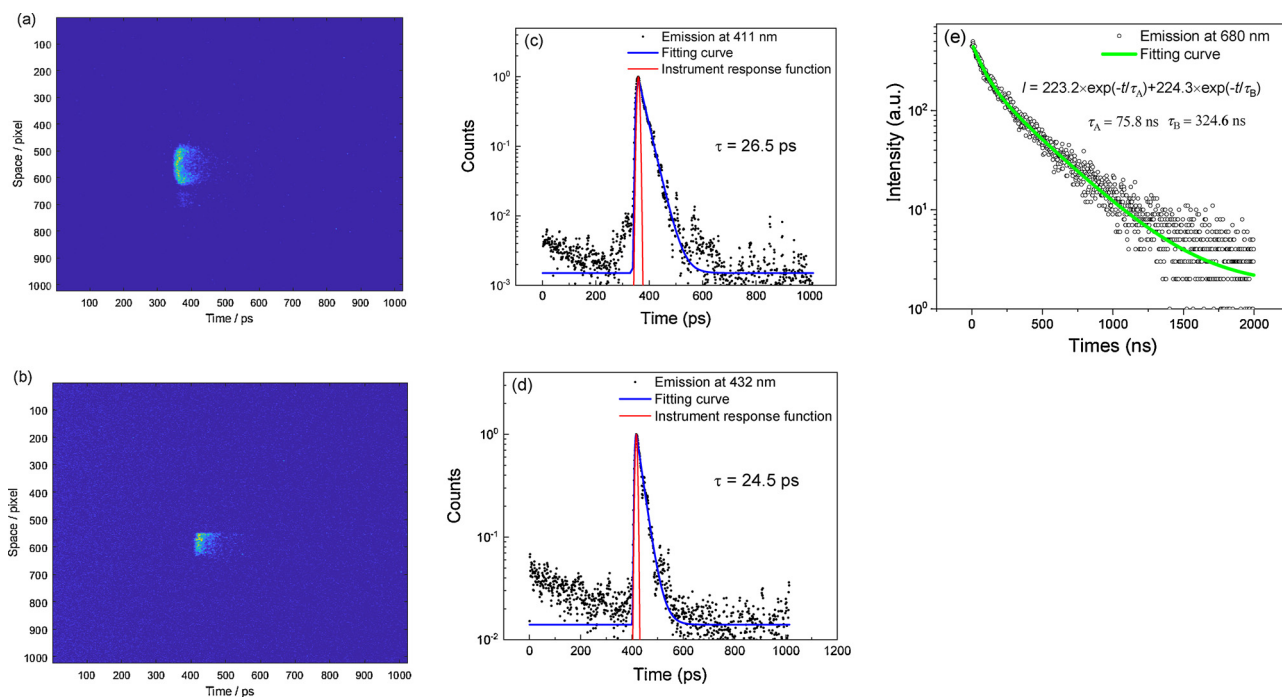 (a)
100
200
300
400
500
600
700
800
900
1000
Space / pixel
100 200 300 400 500 600 700 800 900 1000
Time / ps
(b)
100
200
300
400
500
600
700
800
900
1000
Space / pixel
100 200 300 400 500 600 700 800 900 1000
Time / ps
(c)
Emission at 411 nm
Fitting curve
Instrument response function
10⁰
10⁻¹
10⁻²
10⁻³
Counts
τ = 26.5 ps
0 200 400 600 800 1000
Time (ps)
(d)
Emission at 432 nm
Fitting curve
Instrument response function
10⁰
10⁻¹
10⁻²
Counts
τ = 24.5 ps
0 200 400 600 800 1000 1200
Time (ps)
(e)
Emission at 680 nm
Fitting curve
I = 223.2×exp(-t/τA)+224.3×exp(-t/τB)
τA = 75.8 ns τB = 324.6 ns
10²
10¹
10⁰
Intensity (a.u.)
0 500 1000 1500 2000
Times (ns)